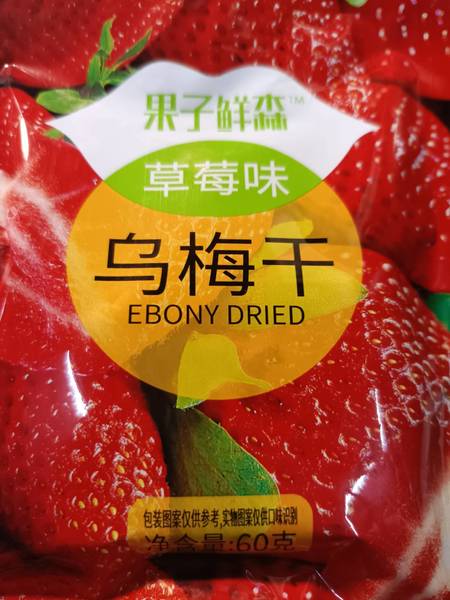 果子鲜森™
草莓味
乌梅干
EBONY DRIED
包装图案仅供参考,实物图案仅供口味识别
净含量:60克